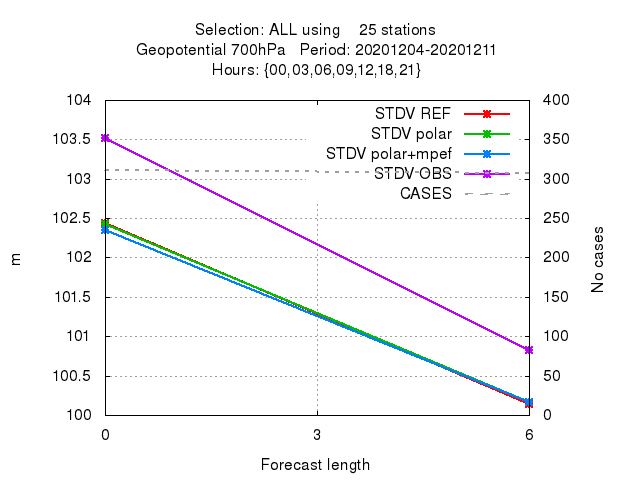 Selection: ALL using 25 stations
Geopotential 700hPa Period: 20201204-20201211
Hours: {00,03,06,09,12,18,21}
104 400
STDV REF
STDV polar
103.5 350
STDV polar+mpef
103 STDV OBS 300
CASES
102.5 250
102 200
m
No cases
101.5 150
101 100
100.5 50
100 0
0 3 6
Forecast length